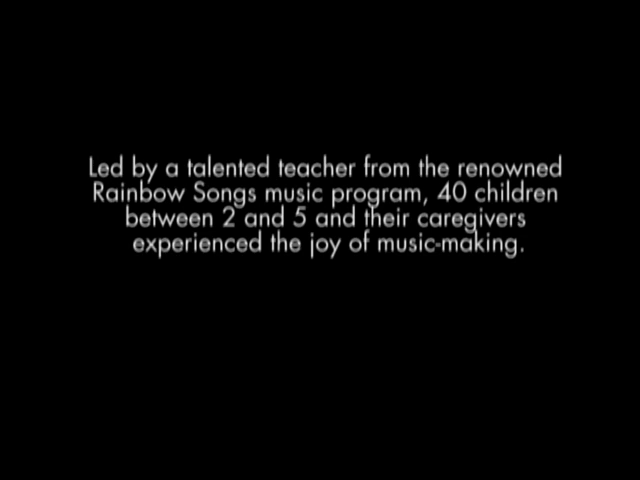 Led by a talented teacher from the renowned
Rainbow Songs music program, 40 children
between 2 and 5 and their caregivers
experienced the joy of music-making.